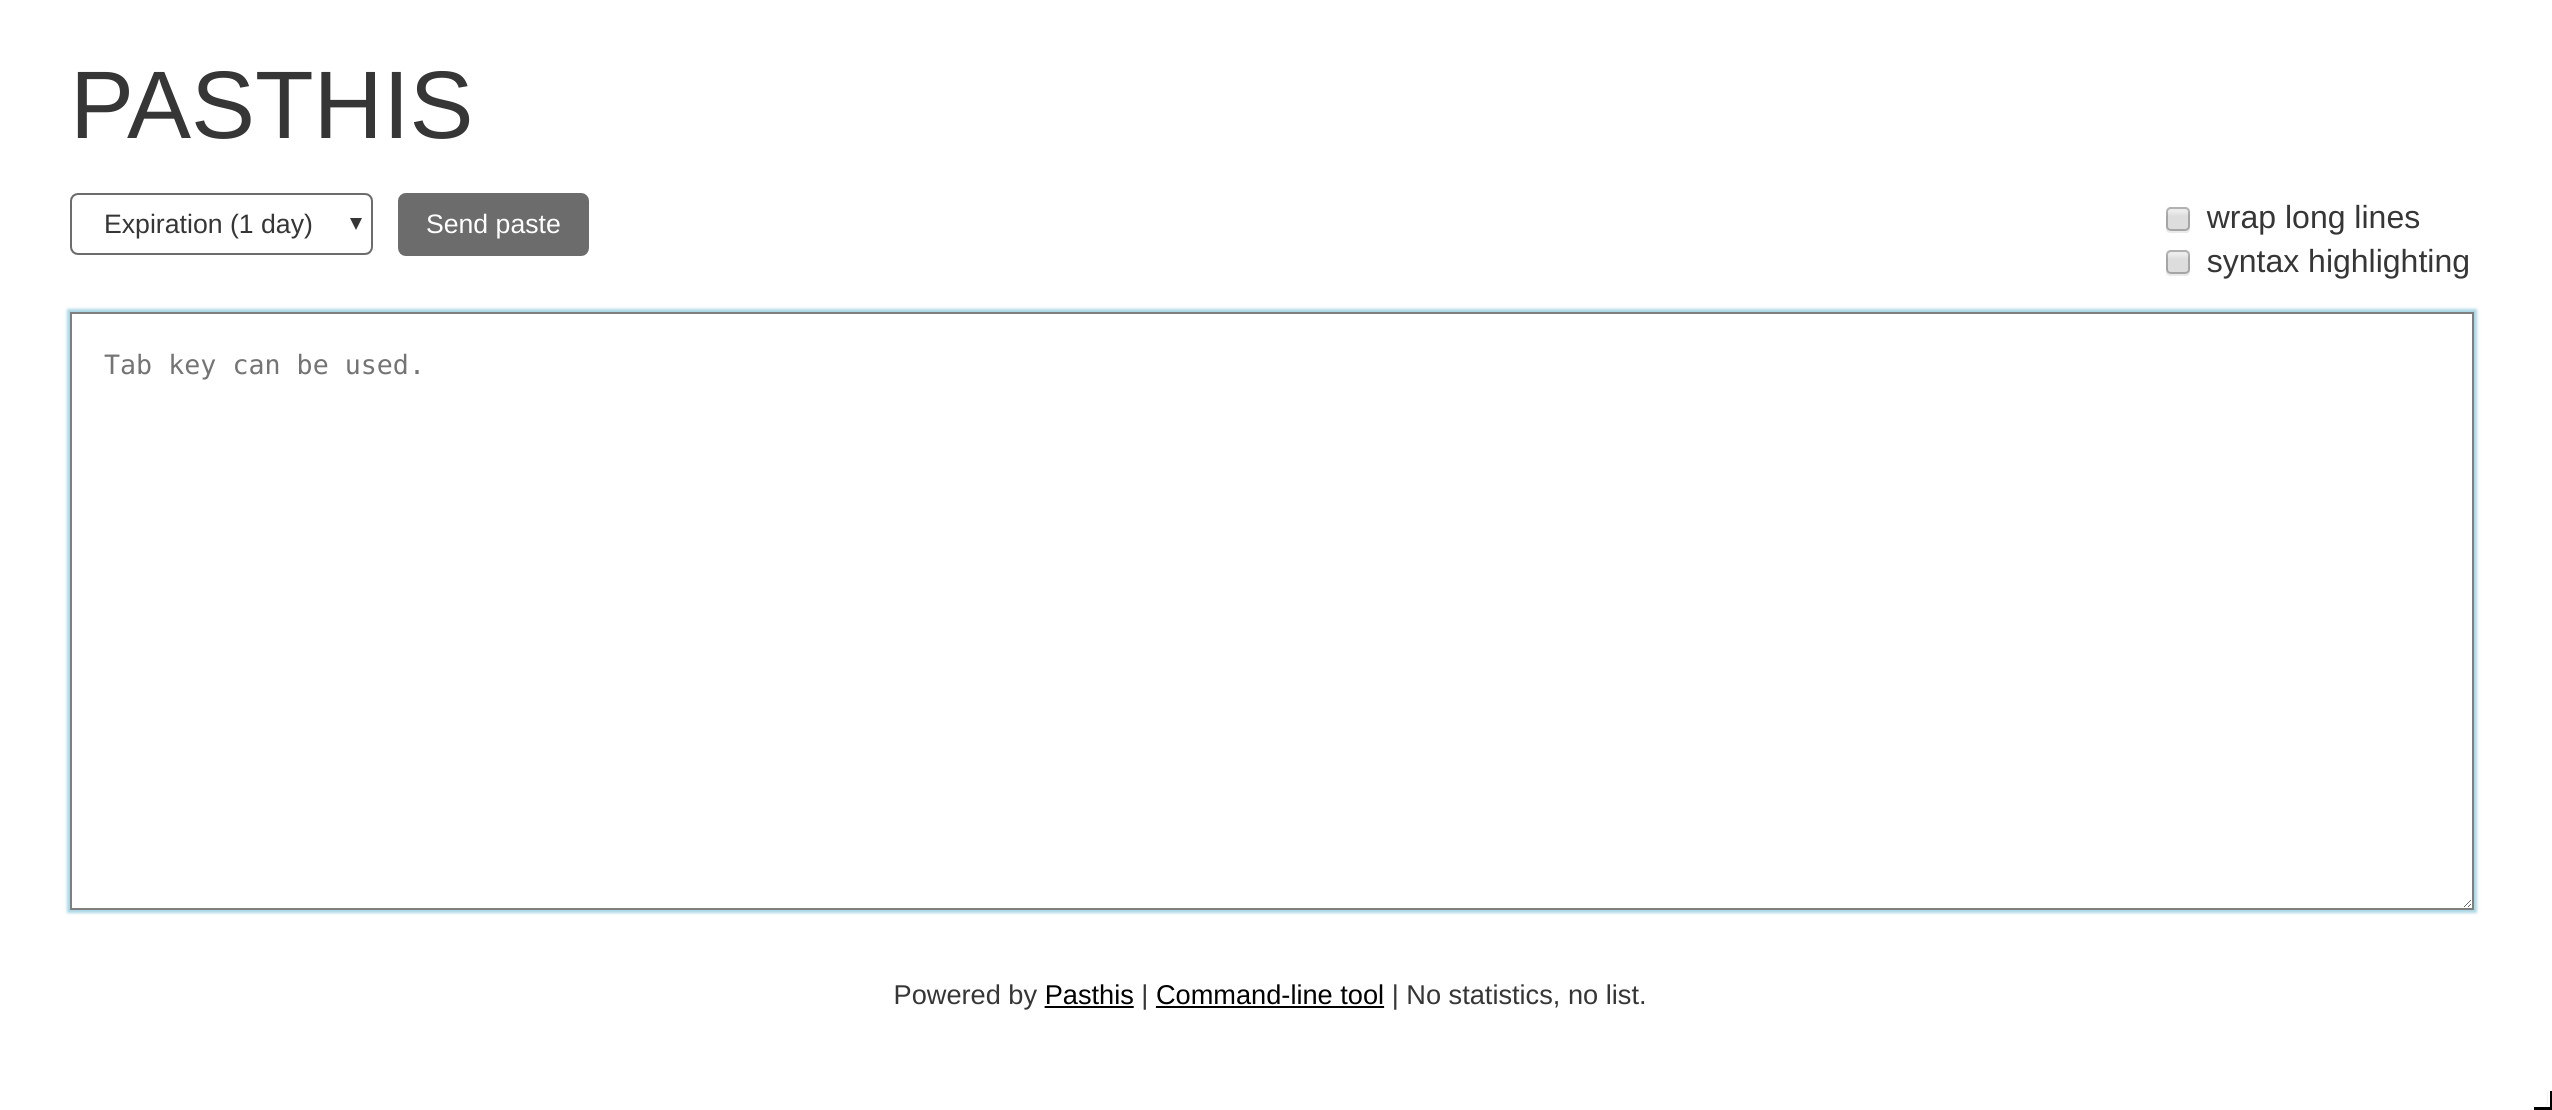 PASTHIS
Expiration (1 day)
Send paste
wrap long lines
syntax highlighting
Tab key can be used.
Powered by Pasthis | Command-line tool | No statistics, no list.